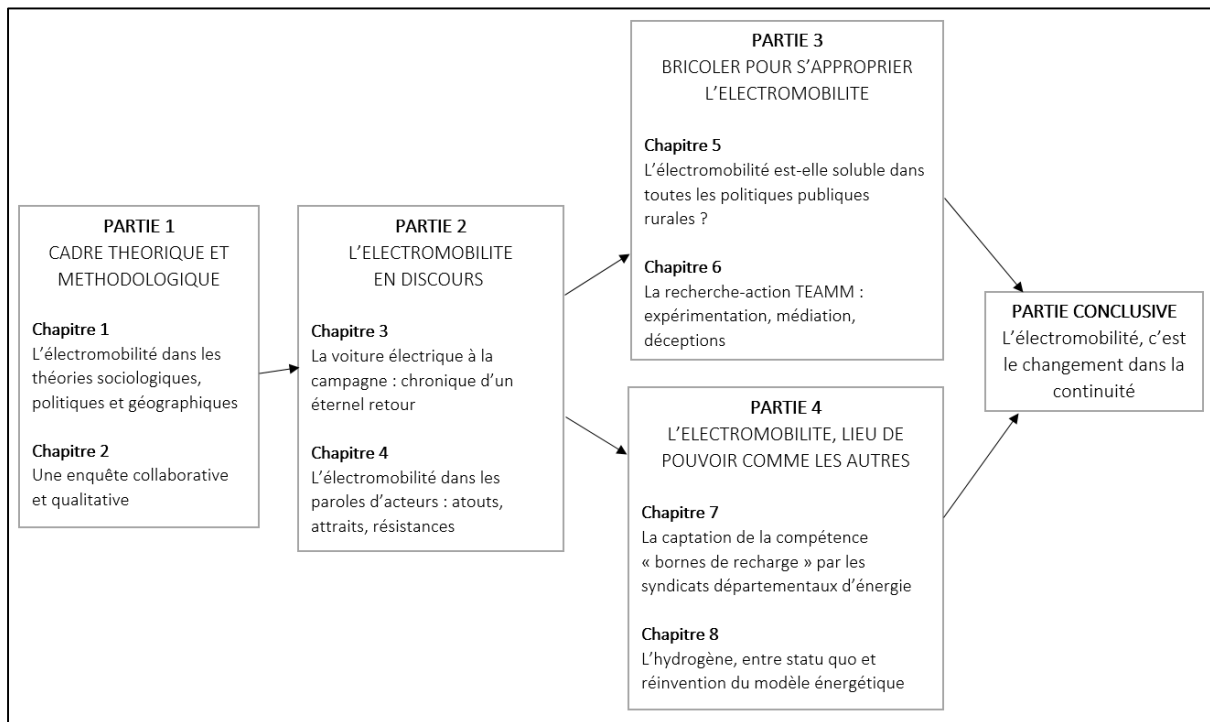 PARTIE 1
CADRE THEORIQUE ET
METHODOLOGIQUE
Chapitre 1
L’électromobilité dans les
théories sociologiques,
politiques et géographiques
Chapitre 2
Une enquête collaborative
et qualitative
PARTIE 2
L’ELECTROMOBILITE
EN DISCOURS
Chapitre 3
La voiture électrique à la
campagne : chronique d’un
éternel retour
Chapitre 4
L’électromobilité dans les
paroles d’acteurs : atouts,
attraits, résistances
PARTIE 3
BRICOLER POUR S’APPROPRIER
L’ELECTROMOBILITE
Chapitre 5
L’électromobilité est-elle soluble dans
toutes les politiques publiques
rurales ?
Chapitre 6
La recherche-action TEAMM :
expérimentation, médiation,
déceptions
PARTIE 4
L’ELECTROMOBILITE, LIEU DE
POUVOIR COMME LES AUTRES
Chapitre 7
La captation de la compétence
« bornes de recharge » par les
syndicats départementaux d’énergie
Chapitre 8
L’hydrogène, entre statu quo et
réinvention du modèle énergétique
PARTIE CONCLUSIVE
L’électromobilité, c’est
le changement dans la
continuité